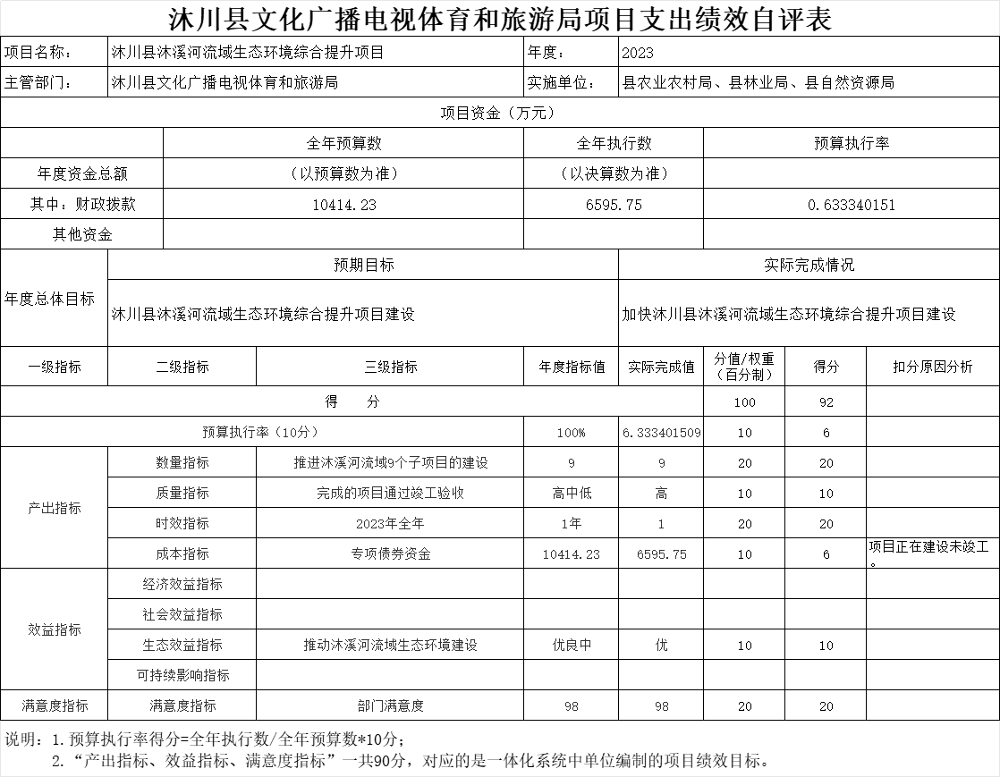 沐川县文化广播电视体育和旅游局项目支出绩效自评表
项目名称： 沐川县沐溪河流域生态环境综合提升项目 年度： 2023
主管部门： 沐川县文化广播电视体育和旅游局 实施单位： 县农业农村局、县林业局、县自然资源局
项目资金（万元）
全年预算数 全年执行数 预算执行率
年度资金总额 （以预算数为准） （以决算数为准）
其中：财政拨款 10414.23 6595.75 0.633340151
其他资金
年度总体目标 预期目标 实际完成情况
沐川县沐溪河流域生态环境综合提升项目建设 加快沐川县沐溪河流域生态环境综合提升项目建设
一级指标 二级指标 三级指标 年度指标值 实际完成值 分值/权重（百分制） 得分 扣分原因分析
得 分 100 92
预算执行率（10分） 100% 6.333401509 10 6
产出指标 数量指标 推进沐溪河流域9个子项目的建设 9 9 20 20
质量指标 完成的项目通过竣工验收 高中低 高 10 10
时效指标 2023年全年 1年 1 20 20
成本指标 专项债券资金 10414.23 6595.75 10 6 项目正在建设未竣工。
效益指标 经济效益指标
社会效益指标
生态效益指标 推动沐溪河流域生态环境建设 优良中 优 10 10
可持续影响指标
满意度指标 满意度指标 部门满意度 98 98 20 20
说明：1.预算执行率得分=全年执行数/全年预算数*10分；
2.“产出指标、效益指标、满意度指标”一共90分，对应的是一体化系统中单位编制的项目绩效目标。